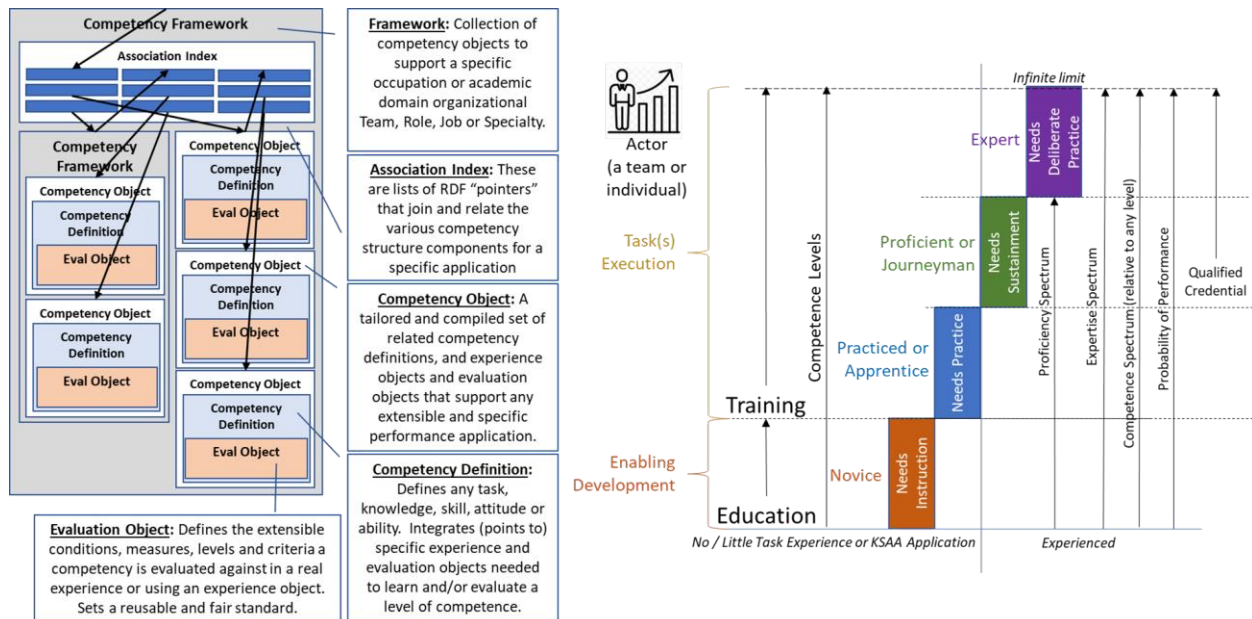 Competency Framework
Association Index
Competency
Framework
Competency Object
Competency
Definition
Eval Object
Competency Object
Competency
Definition
Eval Object
Competency Object
Competency
Definition
Eval Object
Competency Object
Competency
Definition
Eval Object
Competency Object
Competency
Definition
Eval Object
Framework: Collection of
competency objects to
support a specific
occupation or academic
domain organizational
Team, Role, Job or Specialty.
Association Index: These
are lists of RDF “pointers”
that join and relate the
various competency
structure components for a
specific application
Competency Object: A
tailored and compiled set of
related competency
definitions, and experience
objects and evaluation
objects that support any
extensible and specific
performance application.
Competency Definition:
Defines any task,
knowledge, skill, attitude or
ability. Integrates (points to)
specific experience and
evaluation objects needed
to learn and/or evaluate a
level of competence.
Evaluation Object: Defines the extensible
conditions, measures, levels and criteria a
competency is evaluated against in a real
experience or using an experience object.
Sets a reusable and fair standard.
Actor
(a team or
individual)
Task(s)
Execution
Enabling
Development
Training
Education
Competence Levels
Infinite limit
Expert
Needs
Deliberate
Practice
Proficient or
Journeyman
Needs
Sustainment
Practiced or
Apprentice
Needs Practice
Novice
Needs
Instruction
Proficiency Spectrum
Expertise Spectrum
Competence Spectrum (relative to any level)
Probability of Performance
Qualified
Credential
No / Little Task Experience or KSAA Application
Experienced